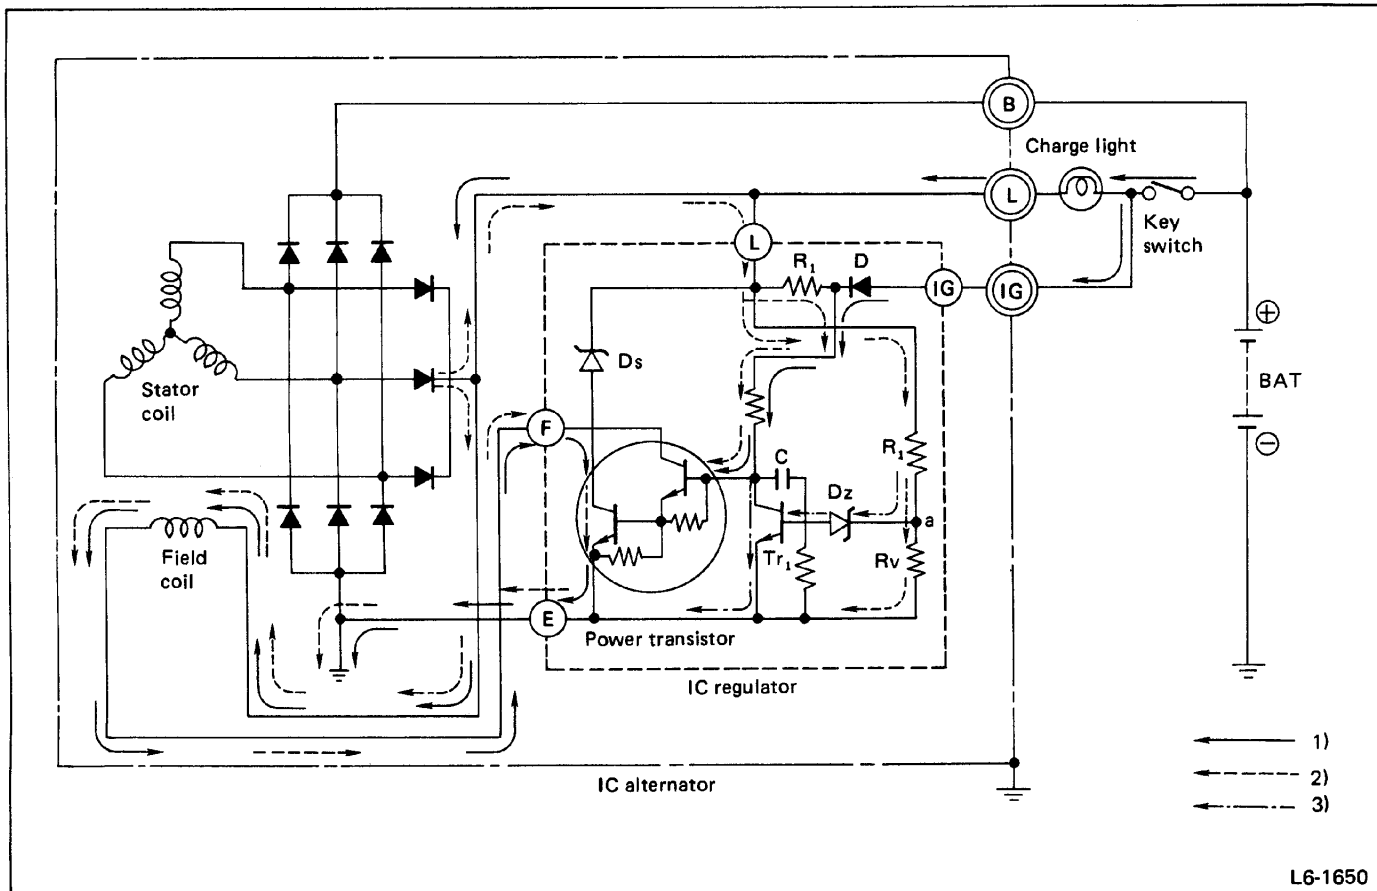 B
Charge light
L
Key
switch
L
R1
D
IG
IG
Ds
Stator
coil
BAT
F
R1
C
Dz
a
Tr1
Rv
Field
coil
E
Power transistor
IC regulator
IC alternator
1)
2)
3)
L6-1650